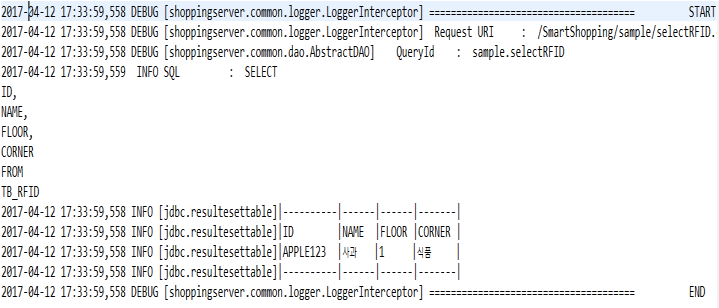 2017-04-12 17:33:59,558 DEBUG [shoppingserver.common.logger.LoggerInterceptor] ====================================== START
2017-04-12 17:33:59,558 DEBUG [shoppingserver.common.logger.LoggerInterceptor] Request URI : /SmartShopping/sample/selectRFID.
2017-04-12 17:33:59,558 DEBUG [shoppingserver.common.dao.AbstractDAO] QueryId : sample.selectRFID
2017-04-12 17:33:59,559 INFO SQL : SELECT
ID,
NAME,
FLOOR,
CORNER
FROM
TB_RFID
2017-04-12 17:33:59,558 INFO [jdbc.resultesettable]|----------|------|------|-------|
2017-04-12 17:33:59,558 INFO [jdbc.resultesettable]|ID |NAME |FLOOR |CORNER |
2017-04-12 17:33:59,558 INFO [jdbc.resultesettable]|APPLE123 |사과 |1 |식품 |
2017-04-12 17:33:59,558 INFO [jdbc.resultesettable]|----------|------|------|-------|
2017-04-12 17:33:59,558 DEBUG [shoppingserver.common.logger.LoggerInterceptor] ====================================== END